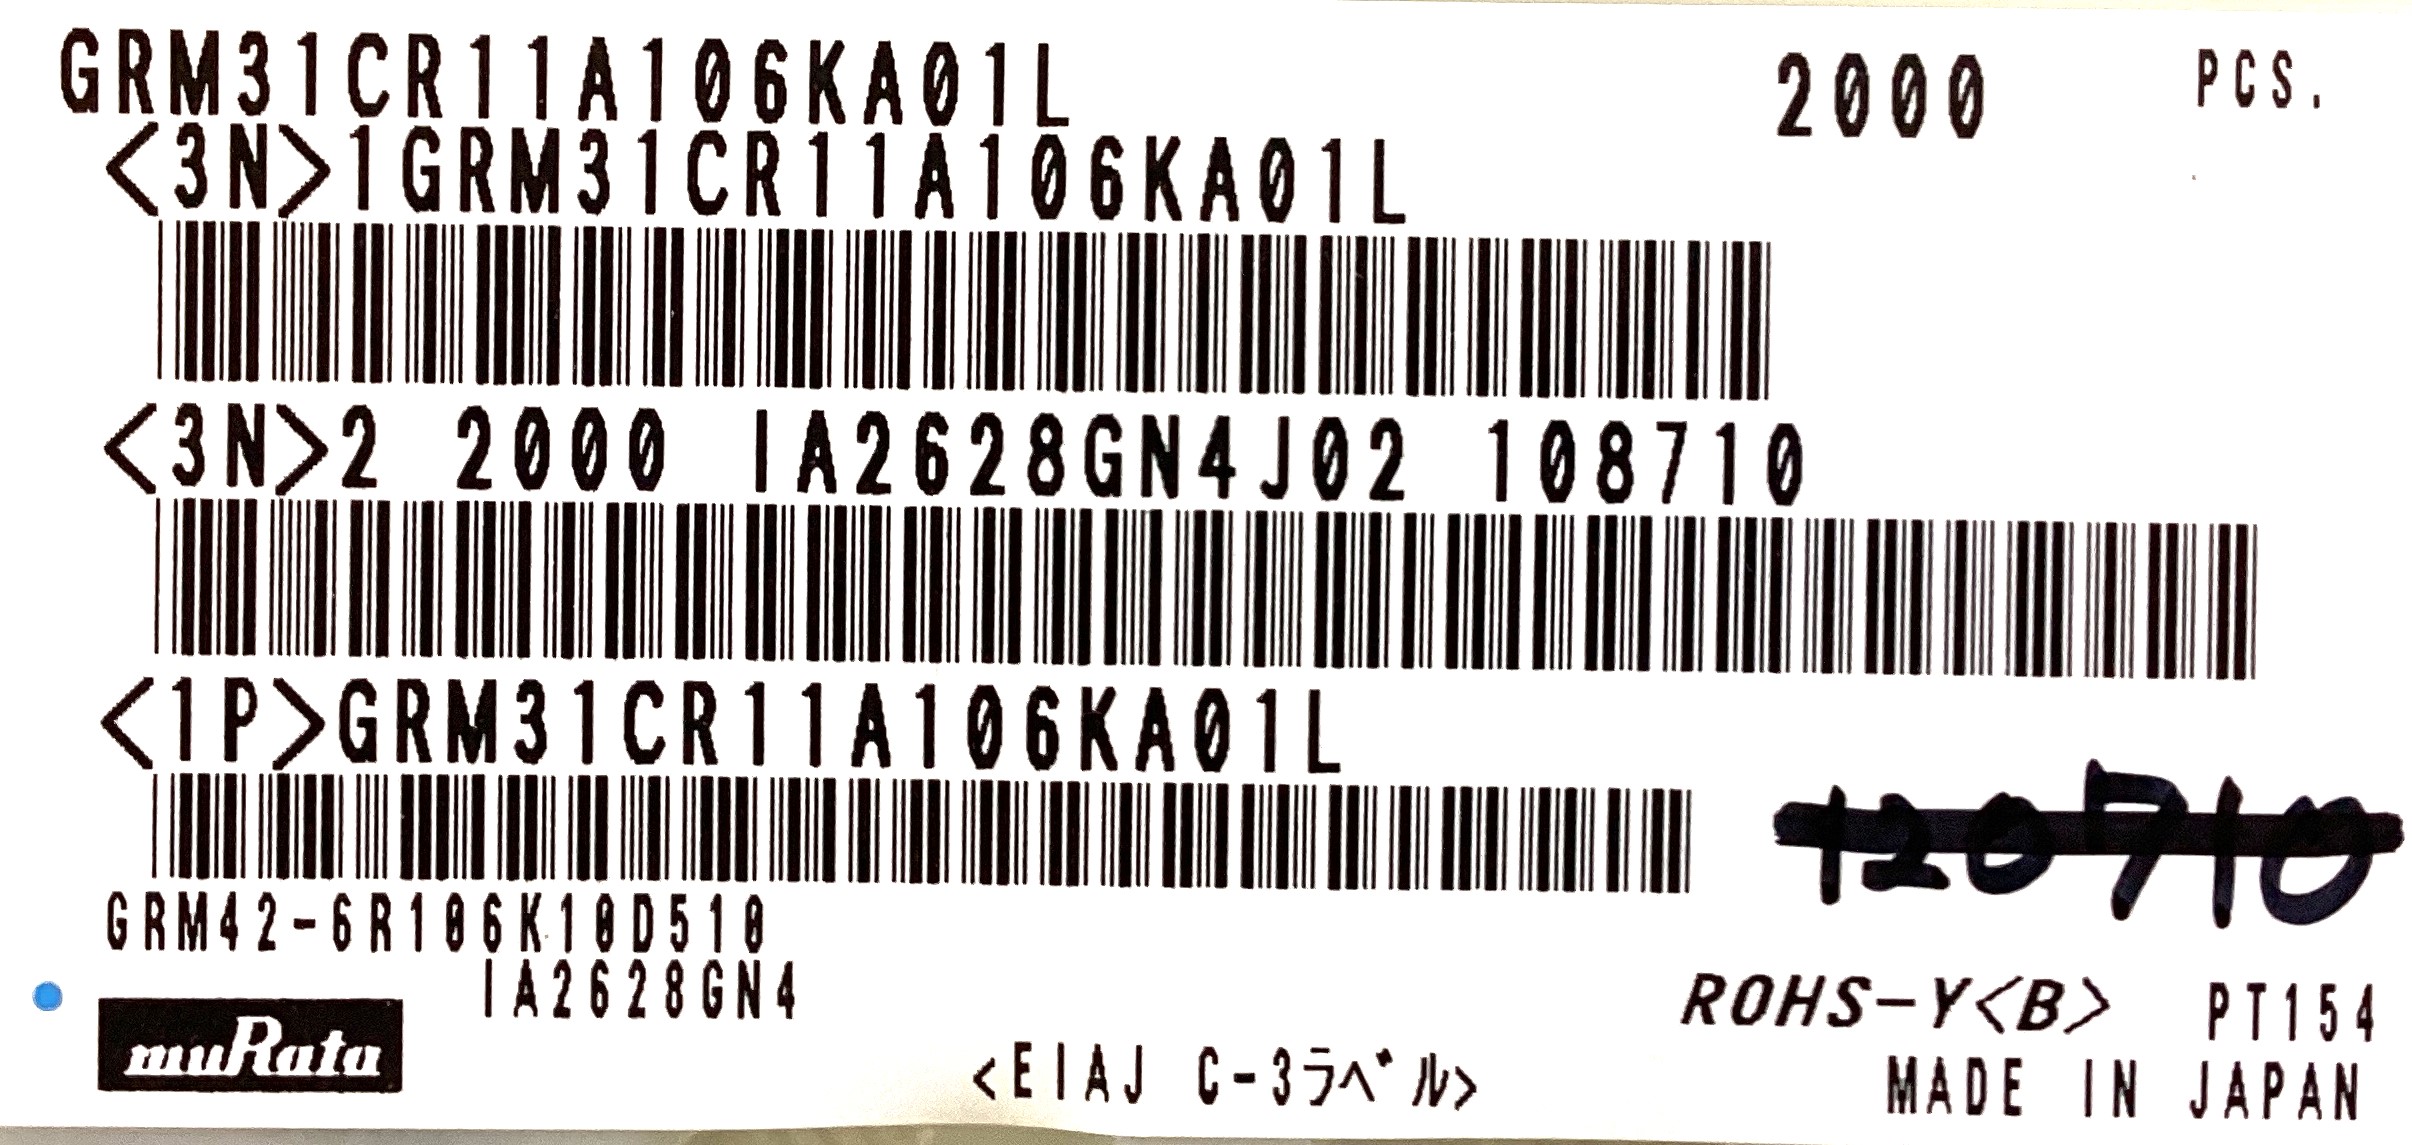 GRM31CR11A106KA01L 2000 PCS.
<3N>1GRM31CR11A106KA01L
<3N>2 2000 IA2628GN4J02 108710
<1P>GRM31CR11A106KA01L
120710
GRM42-6R106K10D510
IA2628GN4
muRata
ROHS-Y<B> PT154
<EIAJ C-3ラベル>
MADE IN JAPAN